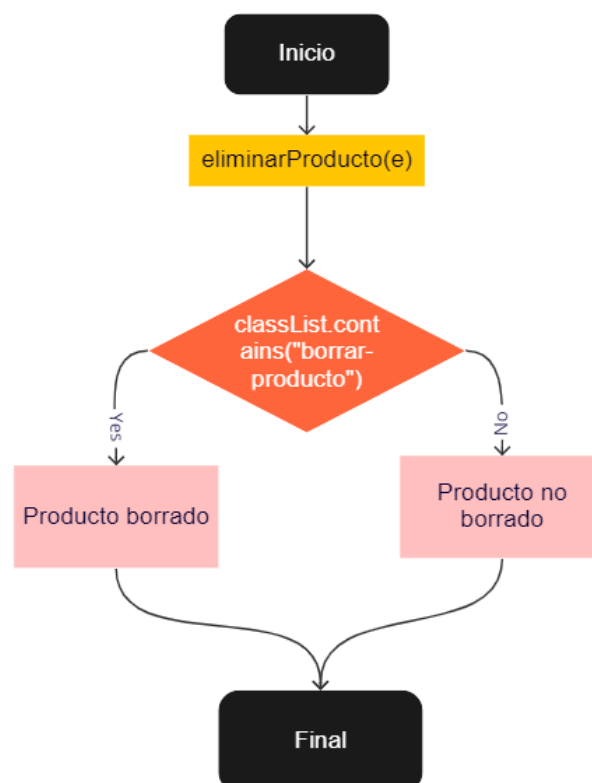 Inicio
eliminarProducto(e)
classList.cont
ains("borrar-
producto")
Yes
No
Producto borrado
Producto no
borrado
Final